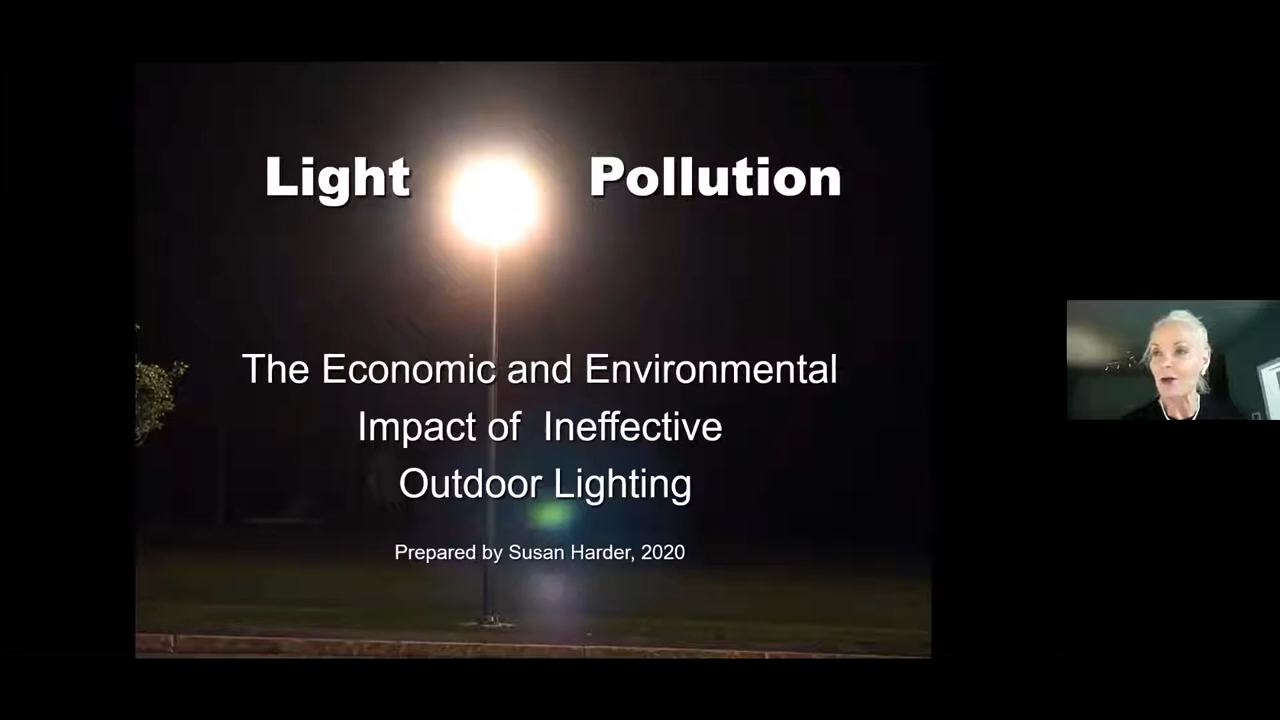 Light Pollution
The Economic and Environmental
Impact of Ineffective
Outdoor Lighting
Prepared by Susan Harder, 2020